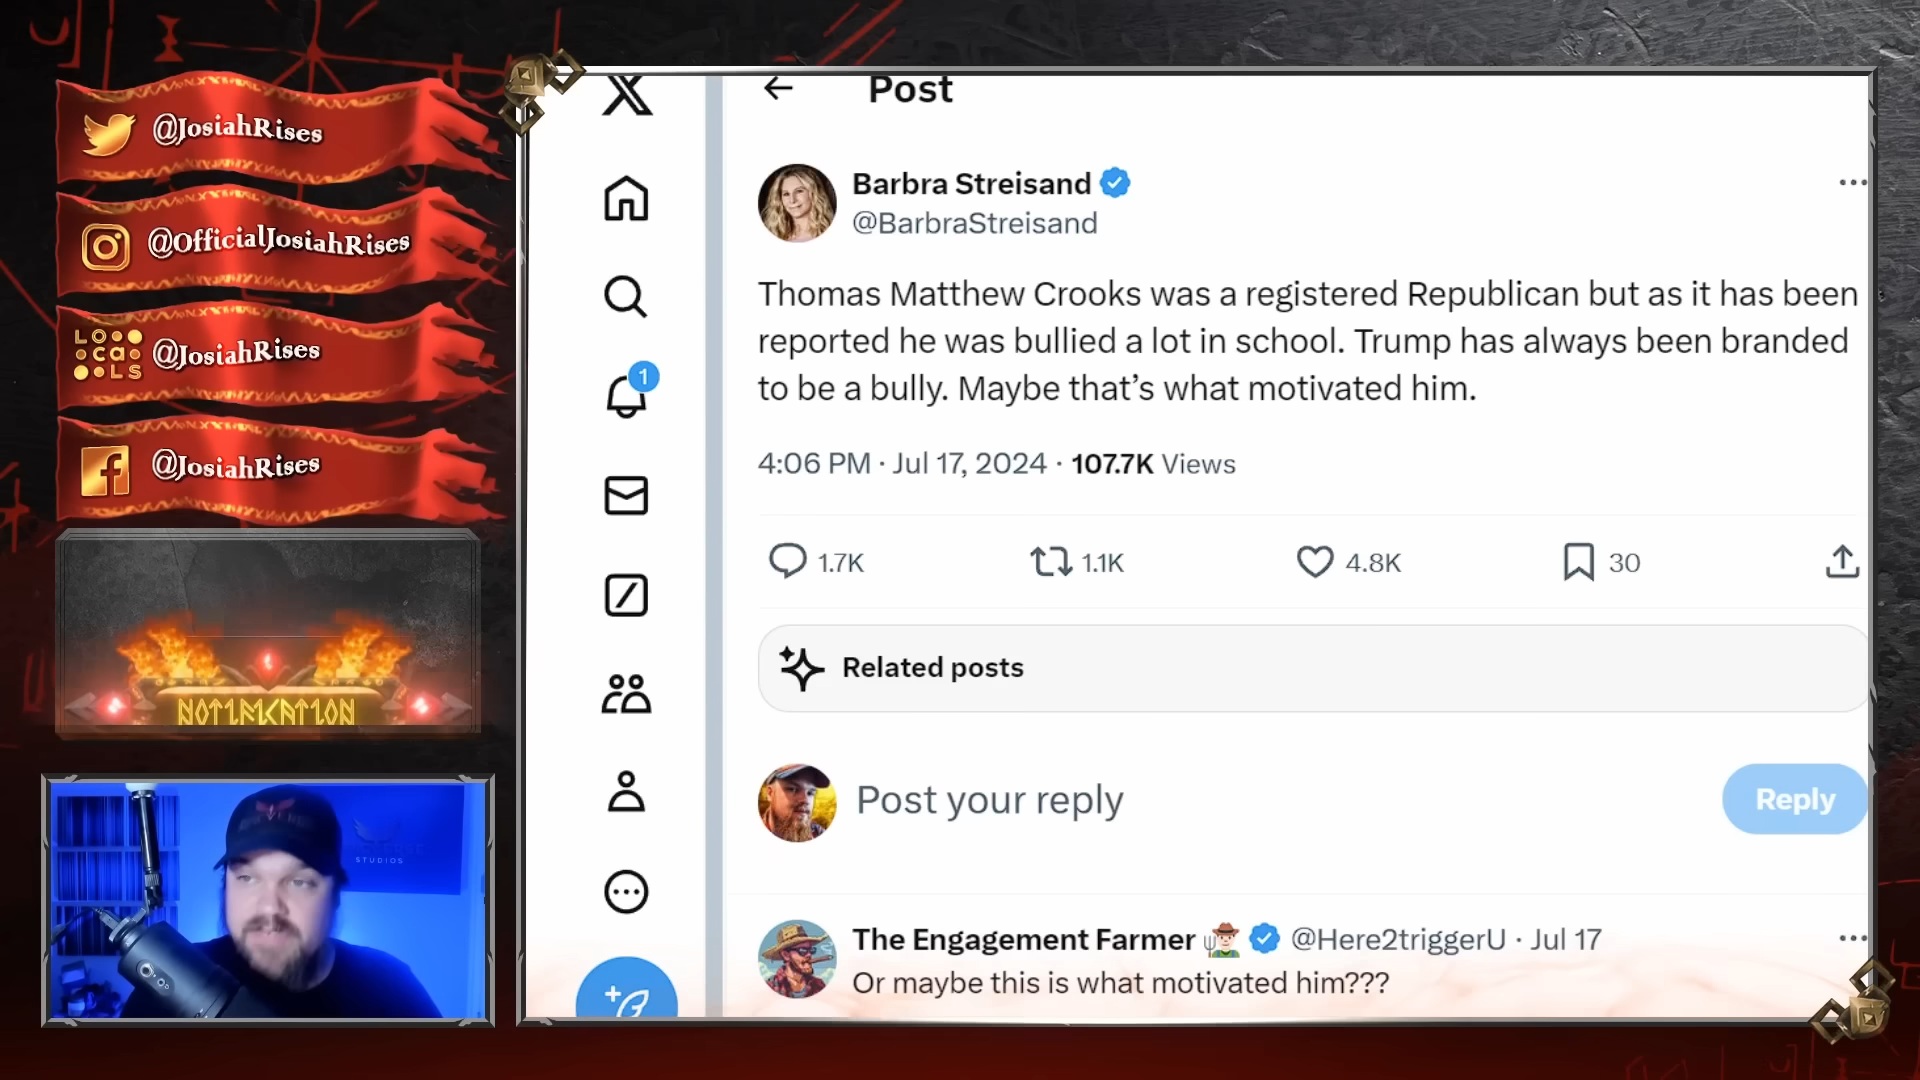 @JosiahRises
@OfficialJosiahRises
LOCALS
@JosiahRises
@JosiahRises
NOTIFICATION
STUDIOS
Post
Barbra Streisand
@BarbraStreisand
Thomas Matthew Crooks was a registered Republican but as it has been
reported he was bullied a lot in school. Trump has always been branded
to be a bully. Maybe that’s what motivated him.
4:06 PM · Jul 17, 2024 · 107.7K Views
1.7K 1.1K 4.8K 30
Related posts
Post your reply
Reply
The Engagement Farmer @Here2triggerU · Jul 17
Or maybe this is what motivated him???
1